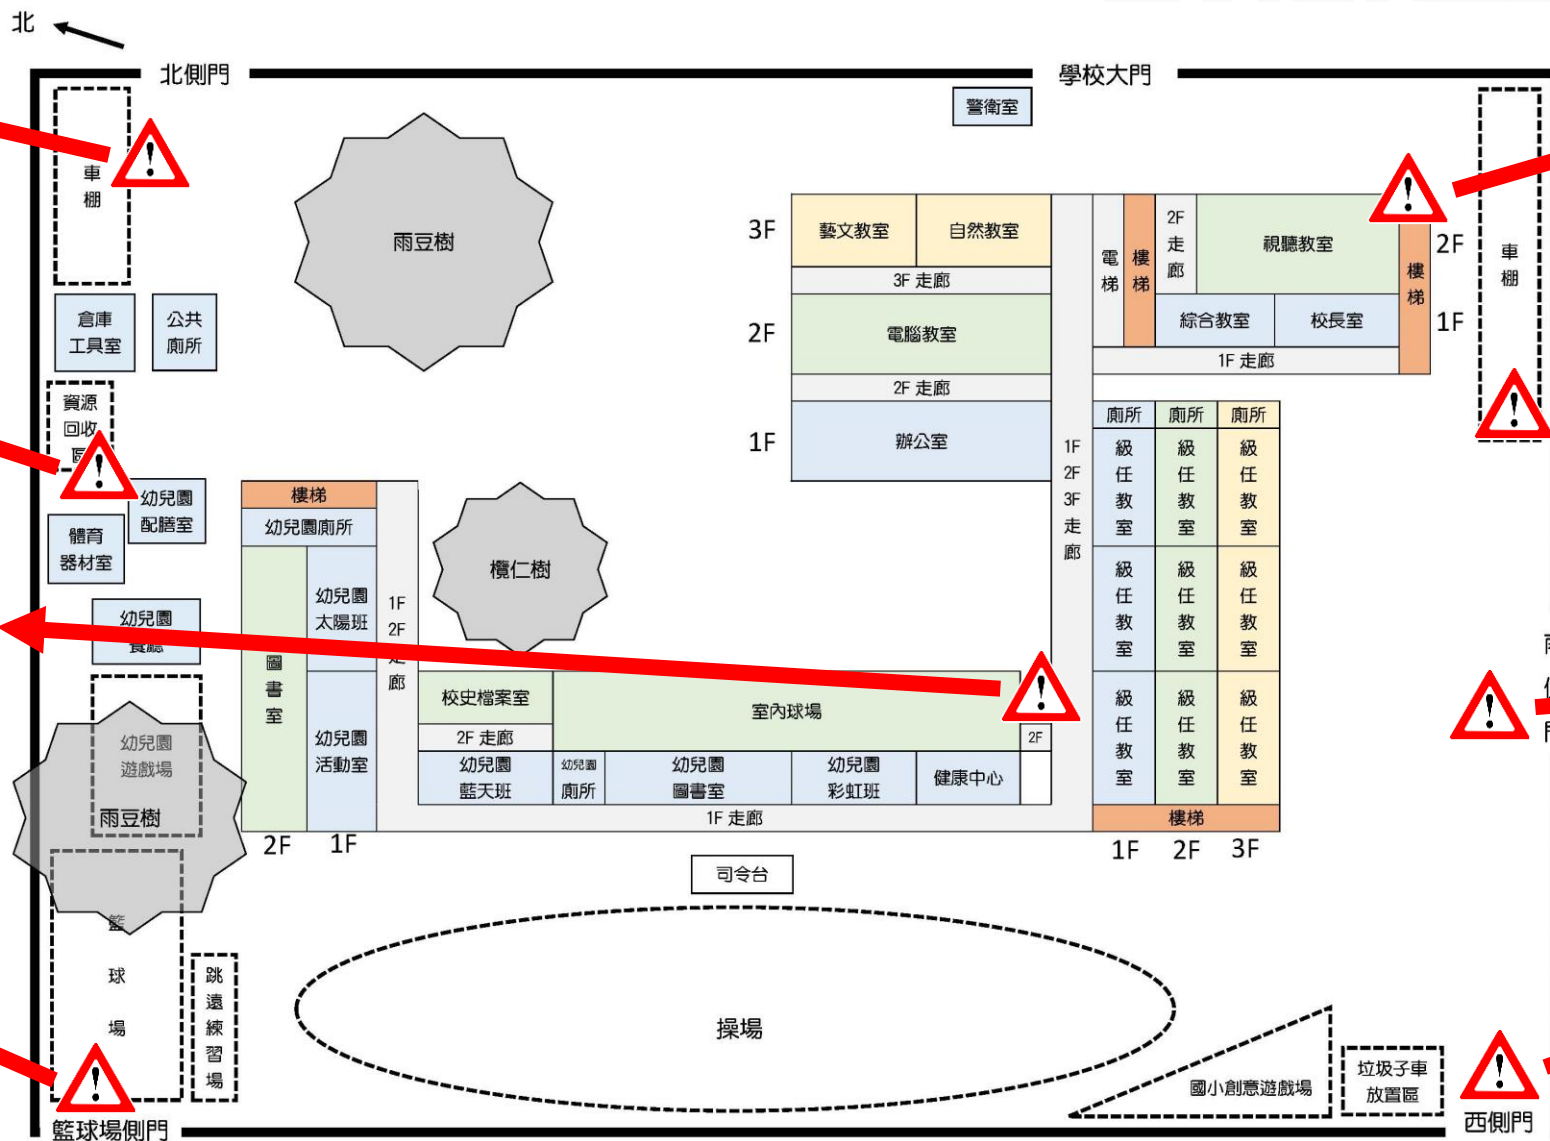 北
北側門
學校大門
警衛室
車
棚
雨豆樹
3F
藝文教室
自然教室
3F 走廊
2F
電腦教室
2F 走廊
1F
辦公室
電
梯
樓
梯
2F
走
廊
視聽教室
綜合教室
校長室
1F 走廊
樓
梯
2F
1F
車
棚
倉庫
工具室
公共
廁所
資源
回收
區
幼兒園
配膳室
體育
器材室
幼兒園
餐廳
幼兒園
遊戲場
雨豆樹
樓梯
幼兒園廁所
圖
書
室
幼兒園
太陽班
幼兒園
活動室
1F
2F
走
廊
2F
1F
欖仁樹
校史檔案室
2F 走廊
室內球場
2F
幼兒園
藍天班
幼兒園
廁所
幼兒園
圖書室
幼兒園
彩虹班
健康中心
1F 走廊
1F
2F
3F
走
廊
廁所
廁所
廁所
級
任
教
室
級
任
教
室
級
任
教
室
級
任
教
室
級
任
教
室
級
任
教
室
級
任
教
室
級
任
教
室
級
任
教
室
樓梯
1F
2F
3F
司令台
操場
籃
球
場
跳
遠
練
習
場
籃球場側門
國小創意遊戲場
垃圾子車
放置區
西側門